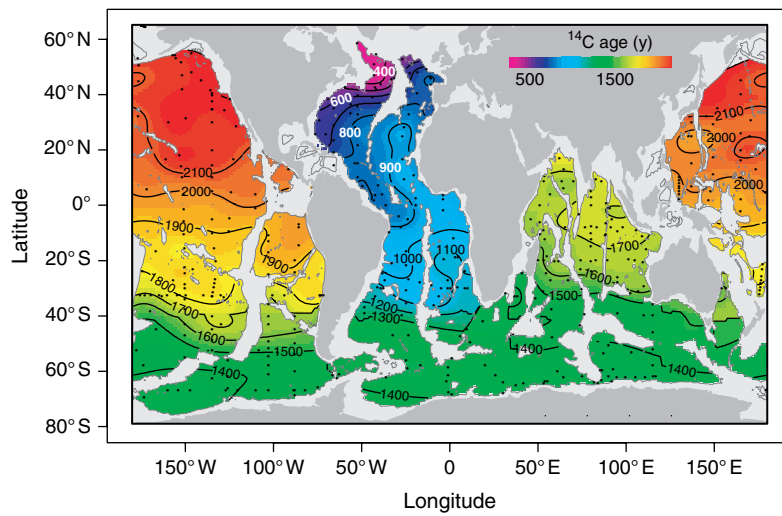 60° N
40° N
20° N
0°
20° S
40° S
60° S
80° S
Latitude
150° W
100° W
50° W
0
50° E
100° E
150° E
Longitude
¹⁴C age (y)
500
1500
400
600
800
900
1000
1100
1200
1300
1400
1400
2100
2000
1900
1900
1800
1700
1600
1500
1400
1700
1600
1500
1400
1400
2100
2000
2000